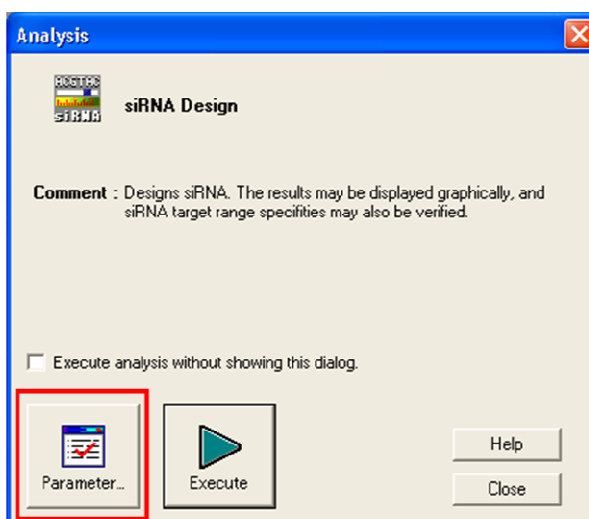 Analysis
siRNA
siRNA Design
Comment : Designs siRNA. The results may be displayed graphically, and
siRNA target range specifities may also be verified.
Execute analysis without showing this dialog.
Parameter...
Execute
Help
Close